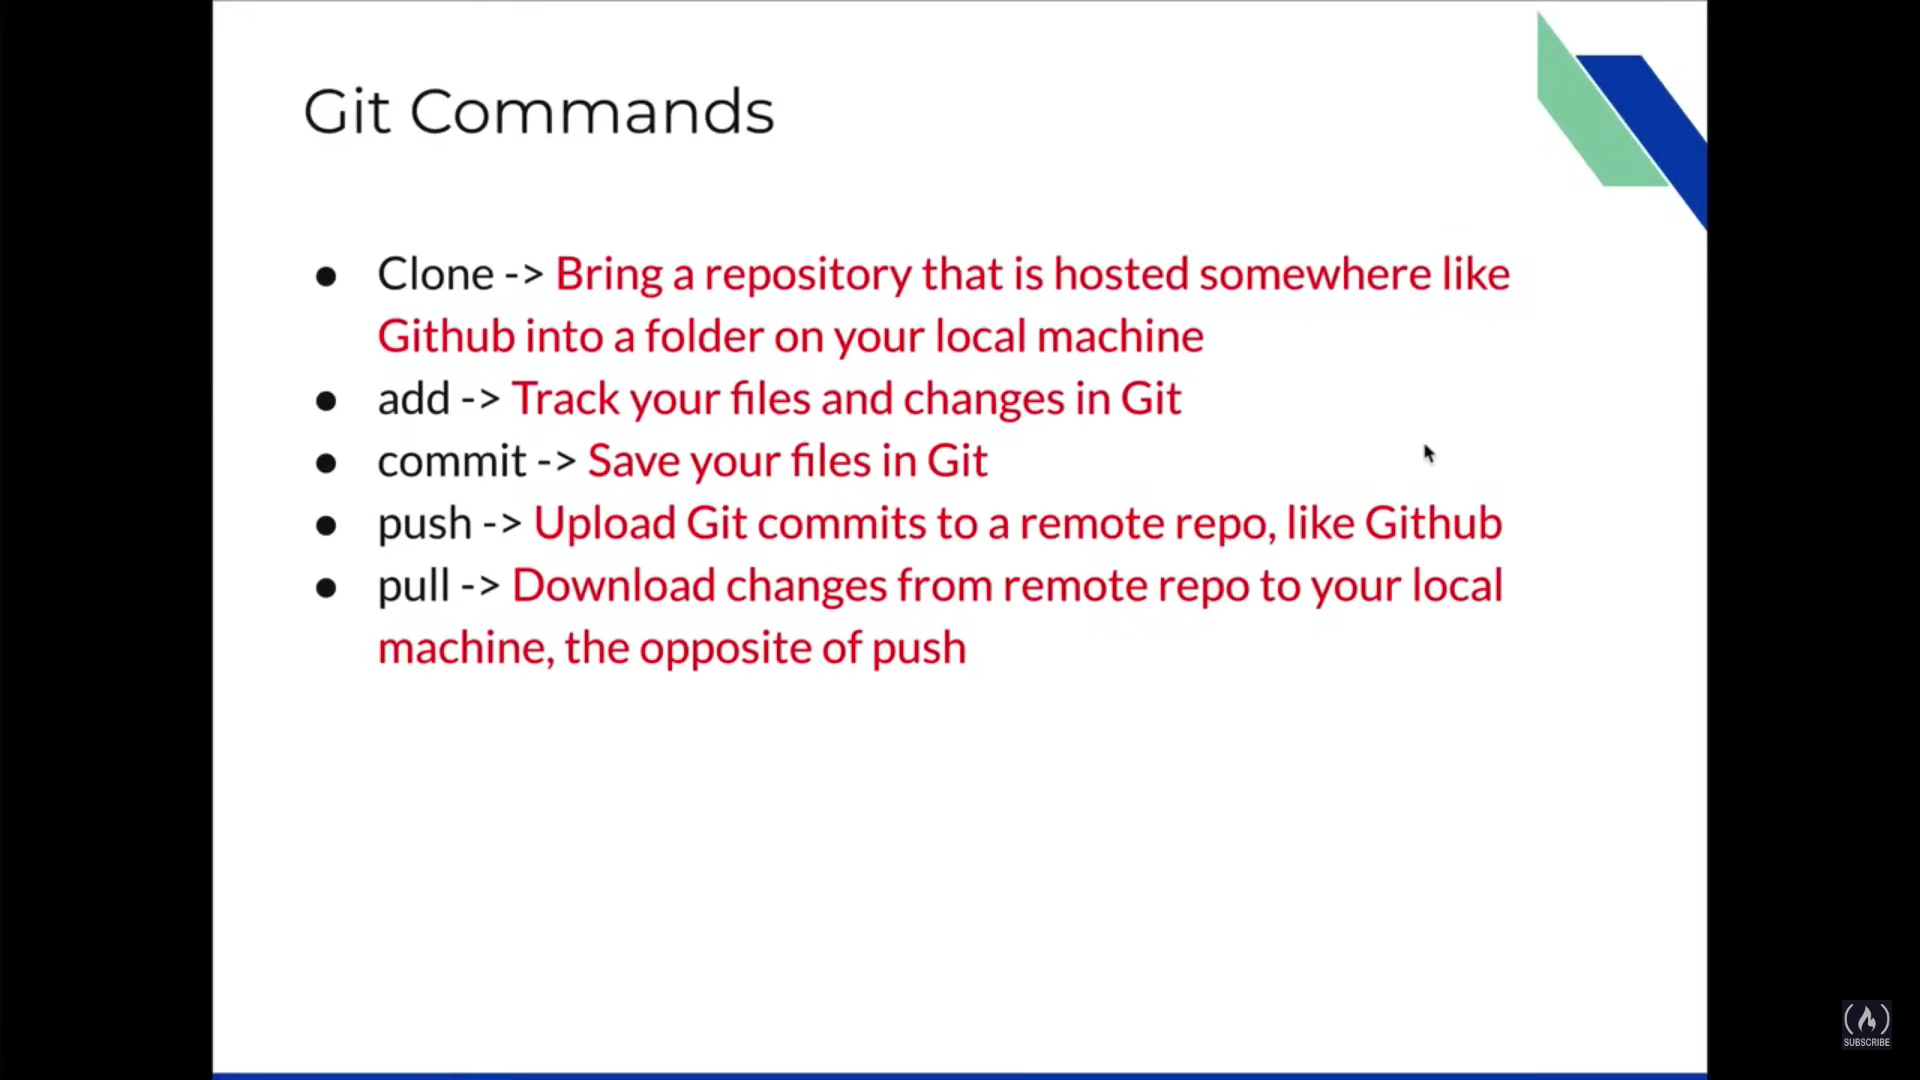 Git Commands
● Clone -> Bring a repository that is hosted somewhere like
Github into a folder on your local machine
● add -> Track your files and changes in Git
● commit -> Save your files in Git
● push -> Upload Git commits to a remote repo, like Github
● pull -> Download changes from remote repo to your local
machine, the opposite of push
SUBSCRIBE